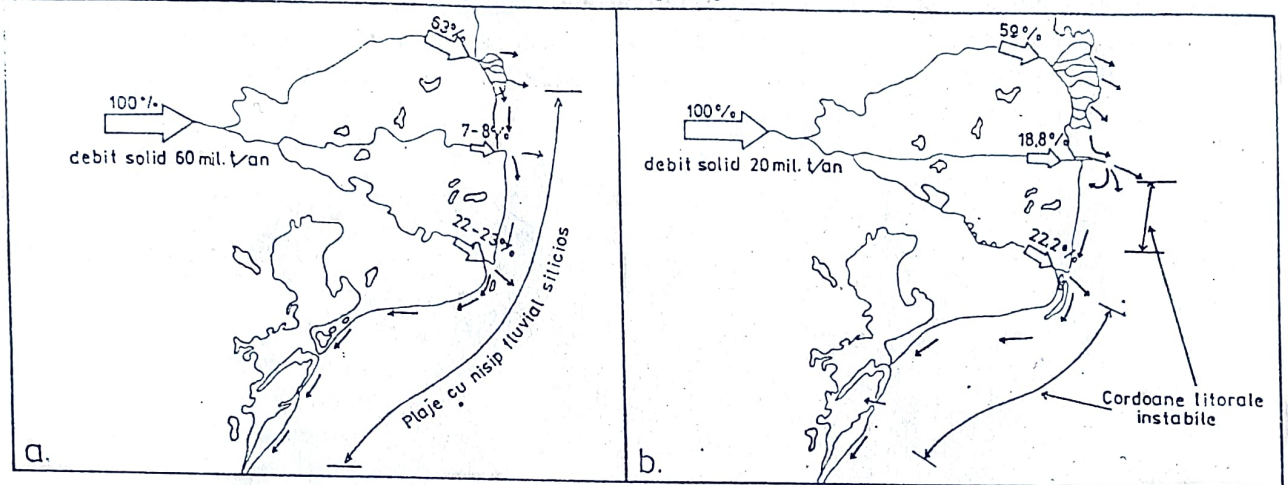 63%
100%
debit solid 60 mil. t/an
7-8%
22-23%
Plaje cu nisip fluvial silicios
a.
59%
100%
debit solid 20 mil. t/an
18,8%
22,2%
Cordoane litorale
instabile
b.